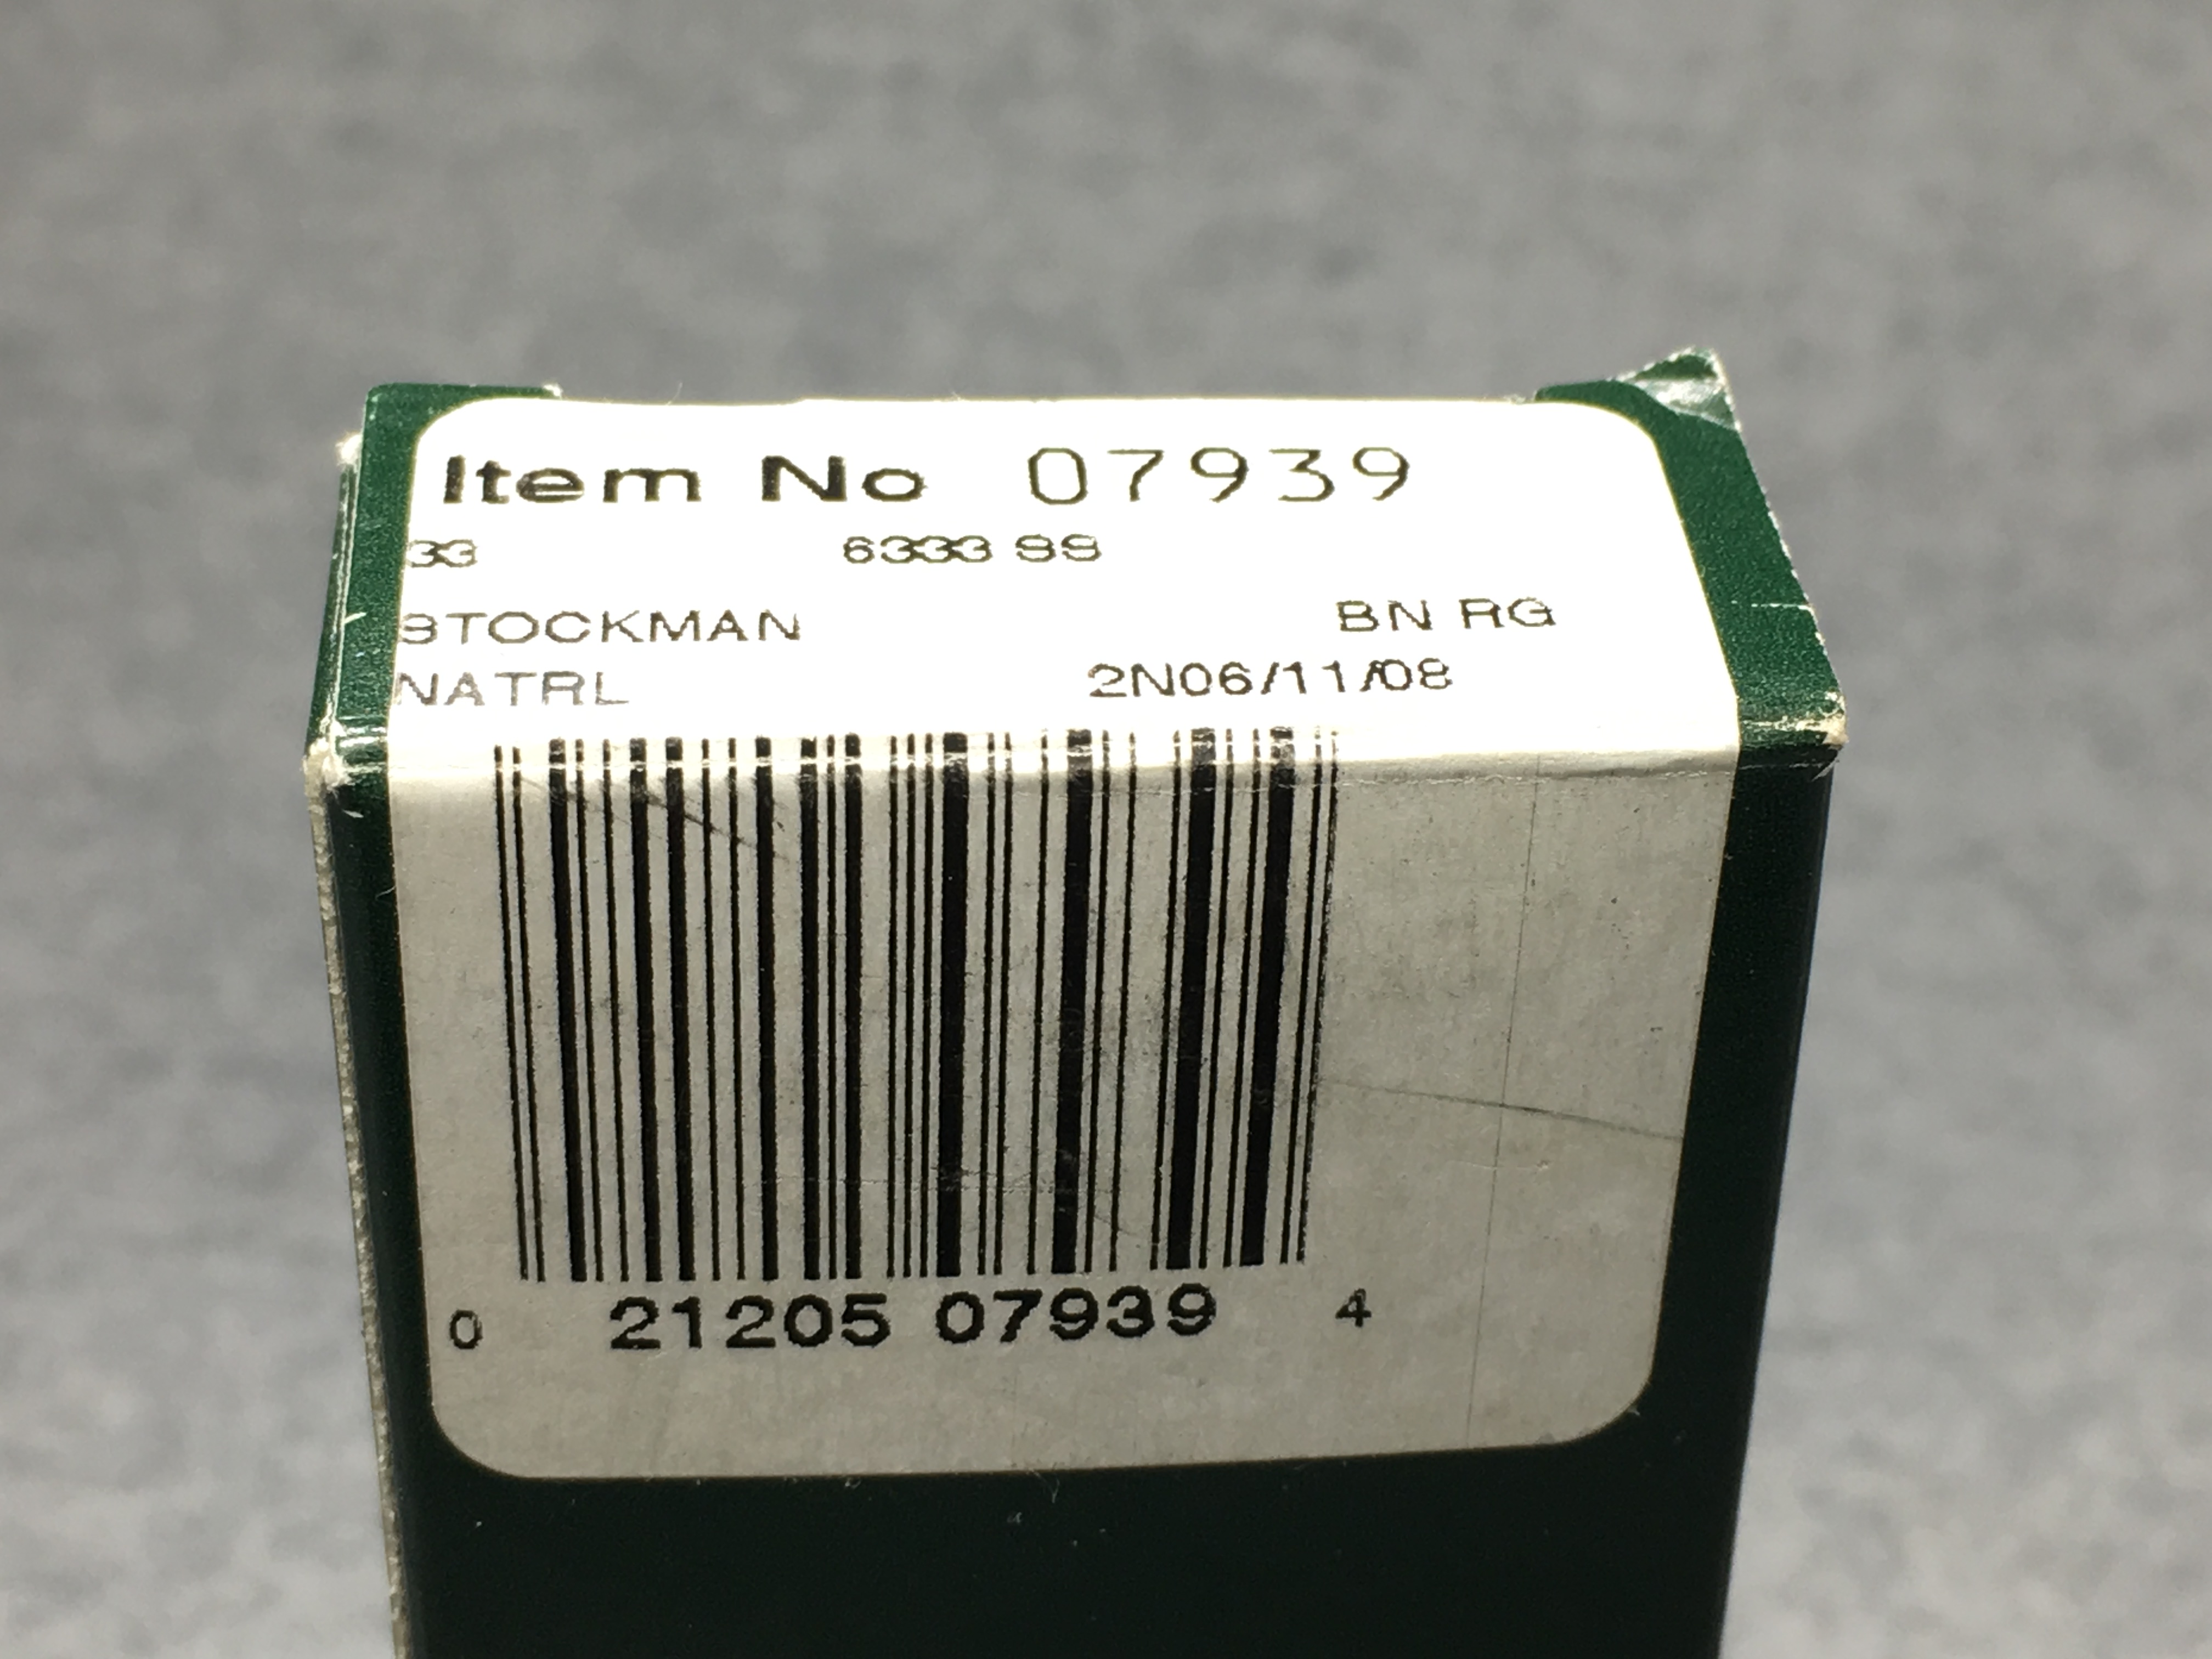 Item No 07939
33 6333 SS
STOCKMAN BN RG
NATRL 2N06/11/08
0 21205 07939 4